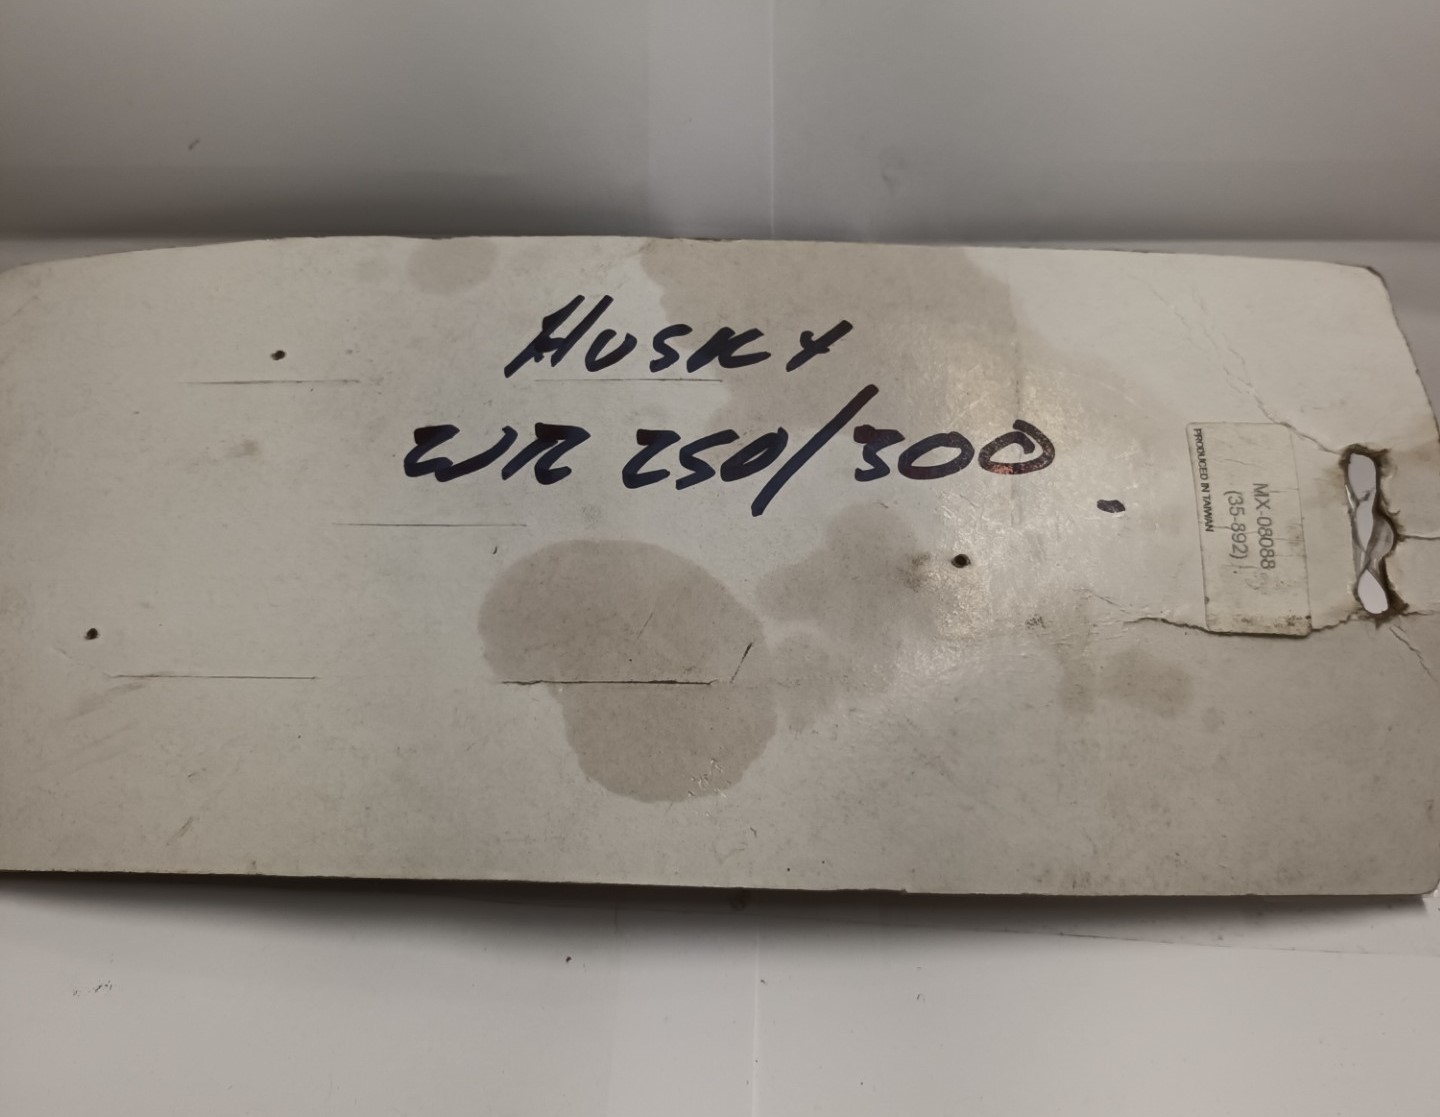 HUSKY
WR 250/300.
MX-08088
(35-892)
PRODUCED IN TAIWAN